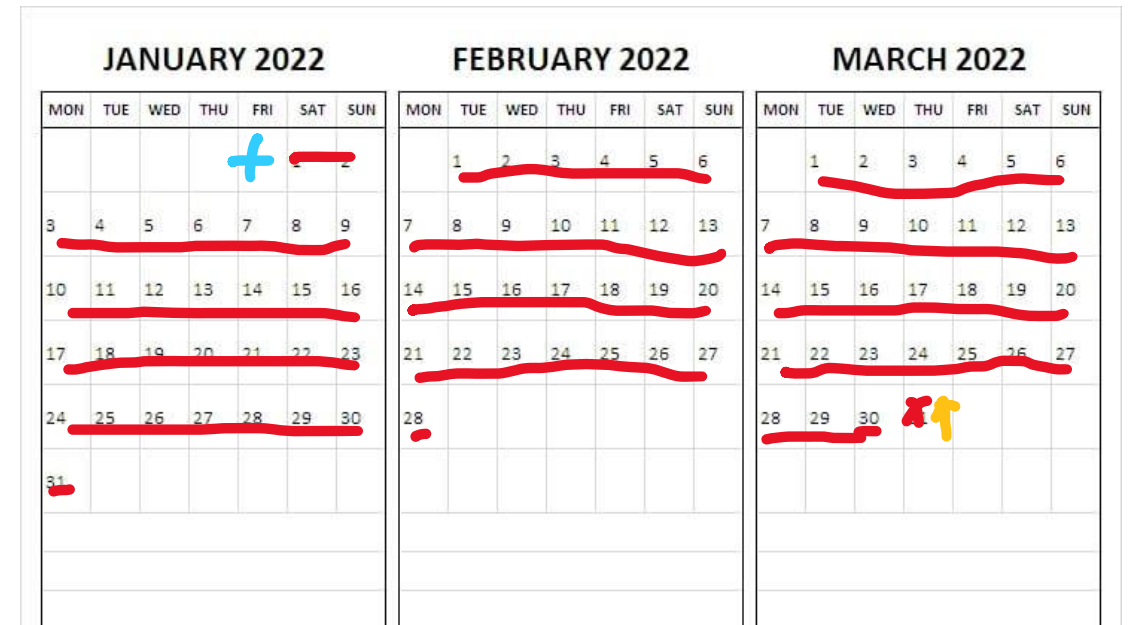 JANUARY 2022 FEBRUARY 2022 MARCH 2022
MON TUE WED THU FRI SAT SUN MON TUE WED THU FRI SAT SUN MON TUE WED THU FRI SAT SUN
1 2 1 2 3 4 5 6 1 2 3 4 5 6
3 4 5 6 7 8 9 7 8 9 10 11 12 13 7 8 9 10 11 12 13
10 11 12 13 14 15 16 14 15 16 17 18 19 20 14 15 16 17 18 19 20
17 18 19 20 21 22 23 21 22 23 24 25 26 27 21 22 23 24 25 26 27
24 25 26 27 28 29 30 28 28 29 30
31